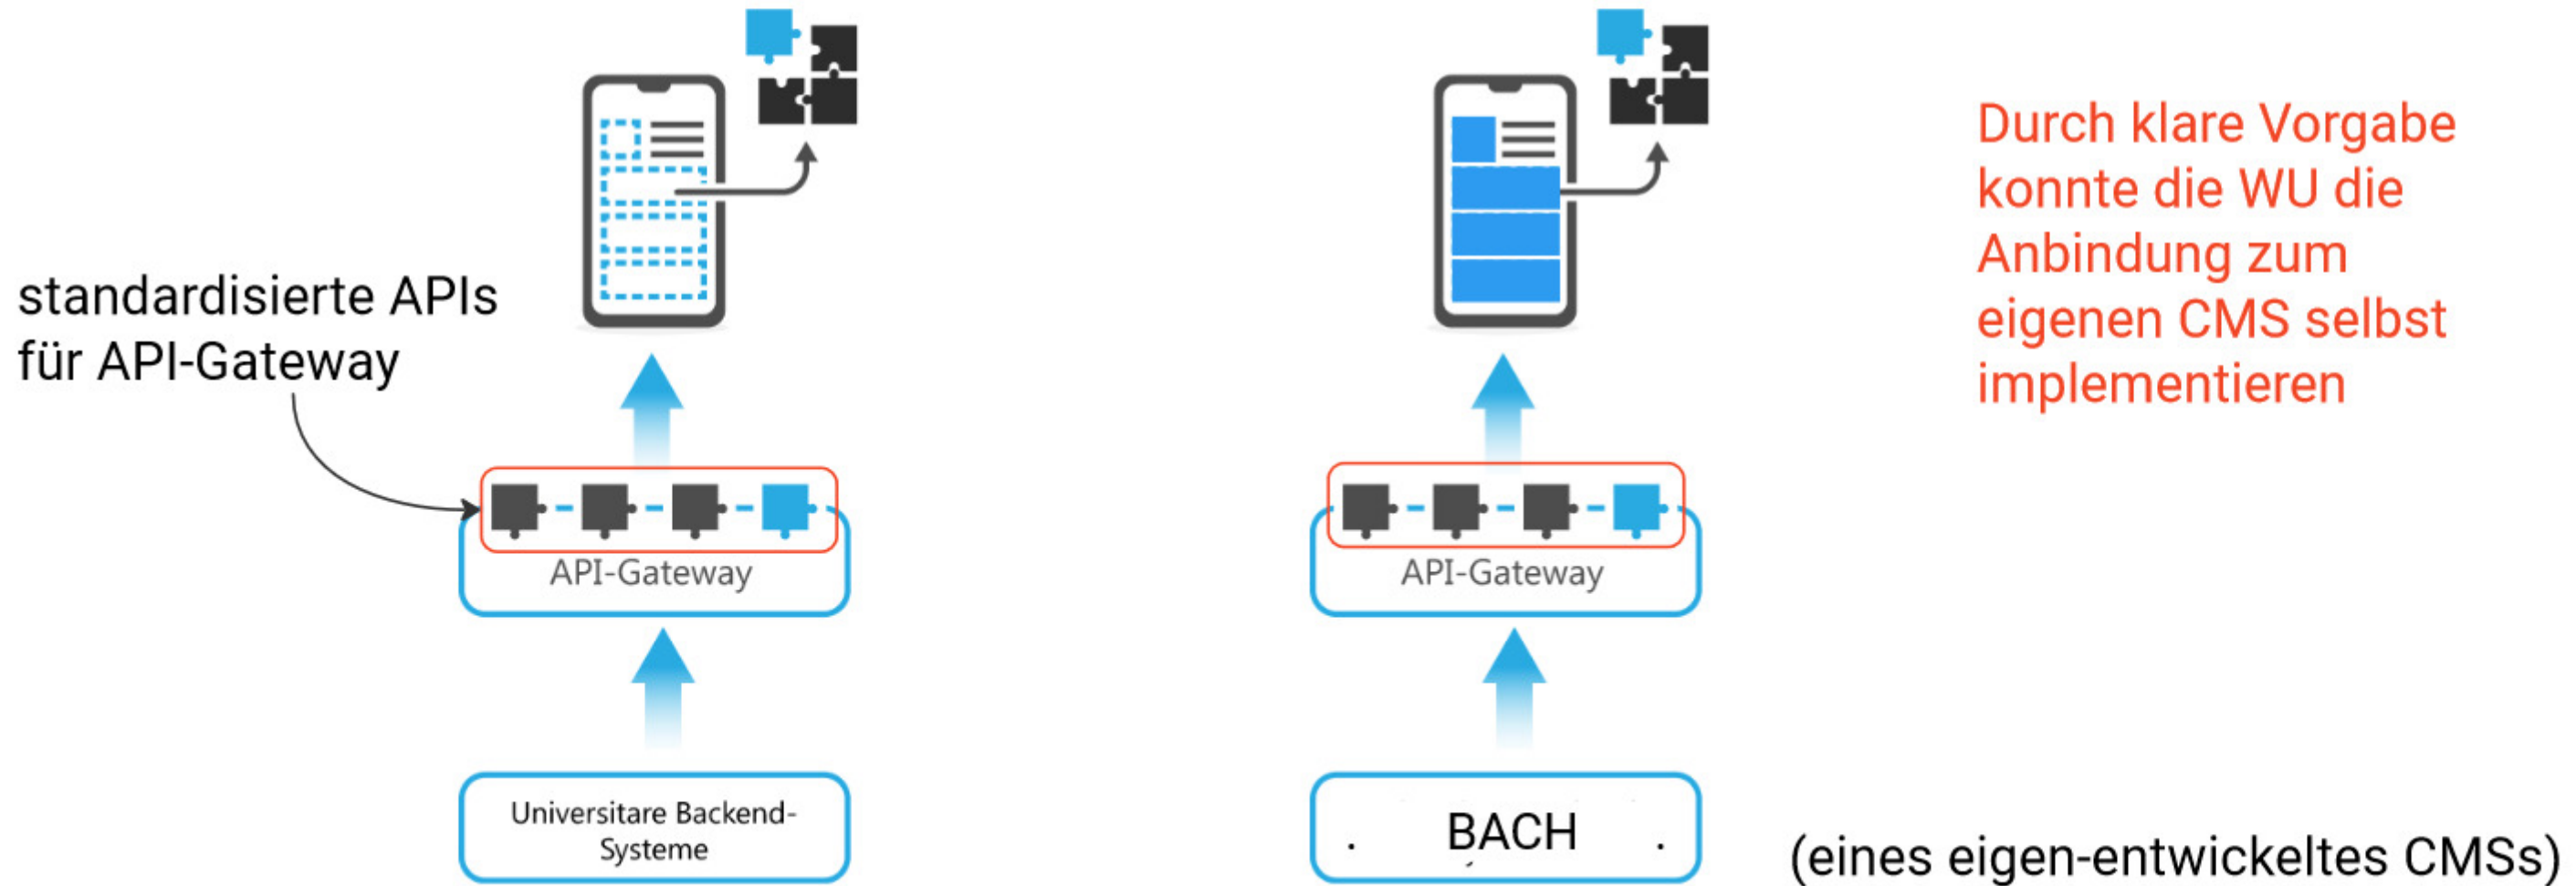 standardisierte APIs
für API-Gateway
API-Gateway
Universitare Backend-
Systeme
API-Gateway
. BACH .
Durch klare Vorgabe
konnte die WU die
Anbindung zum
eigenen CMS selbst
implementieren
(eines eigen-entwickeltes CMSs)